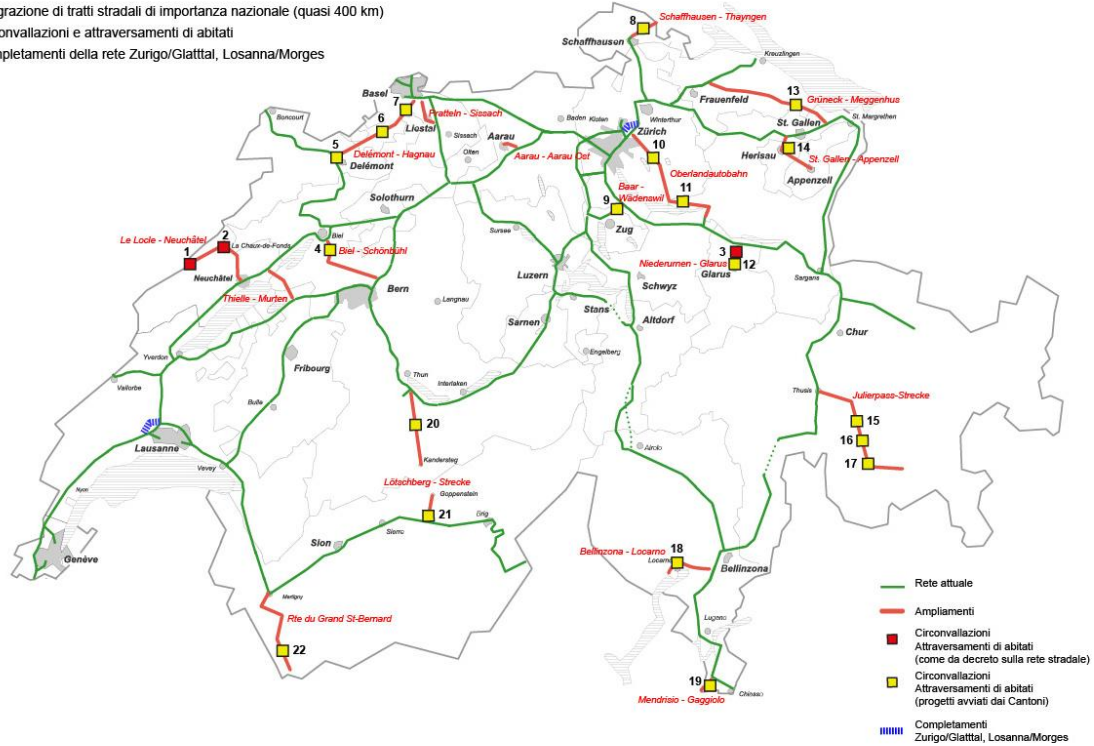 grazione di tratti stradali di importanza nazionale (quasi 400 km)
onvallazioni e attraversamenti di abitati
mpletamenti della rete Zurigo/Glatttal, Losanna/Morges
8
Schaffhausen - Thayngen
Schaffhausen
Kreuzlingen
Basel
7
Pratteln - Sissach
Frauenfeld
13
Grüneck - Meggenhus
Boncourt
6
Liestal
Sissach
Olten
Aarau
Baden
Kloten
Winterthur
Zürich
St. Gallen
St. Margrethen
5
Delémont
Delémont - Hagnau
Aarau - Aarau Ost
10
Oberlandautobahn
Herisau
14
St. Gallen - Appenzell
Appenzell
Solothurn
Baar -
Wädenswil
9
11
Zug
Le Locle - Neuchâtel
1
2
La Chaux-de-Fonds
Biel
4
Biel - Schönbühl
Sursee
3
Niederurnen - Glarus
Glarus
12
Neuchâtel
Thielle - Murten
Bern
Luzern
Schwyz
Sargans
Langnau
Stans
Sarnen
Altdorf
Chur
Yverdon
Engelberg
Fribourg
Vallorbe
Thun
Interlaken
Thusis
Julierpass-Strecke
Bulle
20
15
16
17
Lausanne
Airolo
Vevey
Kandersteg
Lötschberg - Strecke
Goppenstein
Nyon
21
Brig
Sierre
Sion
Genève
Bellinzona - Locarno
18
Locarno
Bellinzona
Martigny
Rte du Grand St-Bernard
22
Lugano
19
Chiasso
Mendrisio - Gaggiolo
Rete attuale
Ampliamenti
Circonvallazioni
Attraversamenti di abitati
(come da decreto sulla rete stradale)
Circonvallazioni
Attraversamenti di abitati
(progetti avviati dai Cantoni)
Completamenti
Zurigo/Glatttal, Losanna/Morges